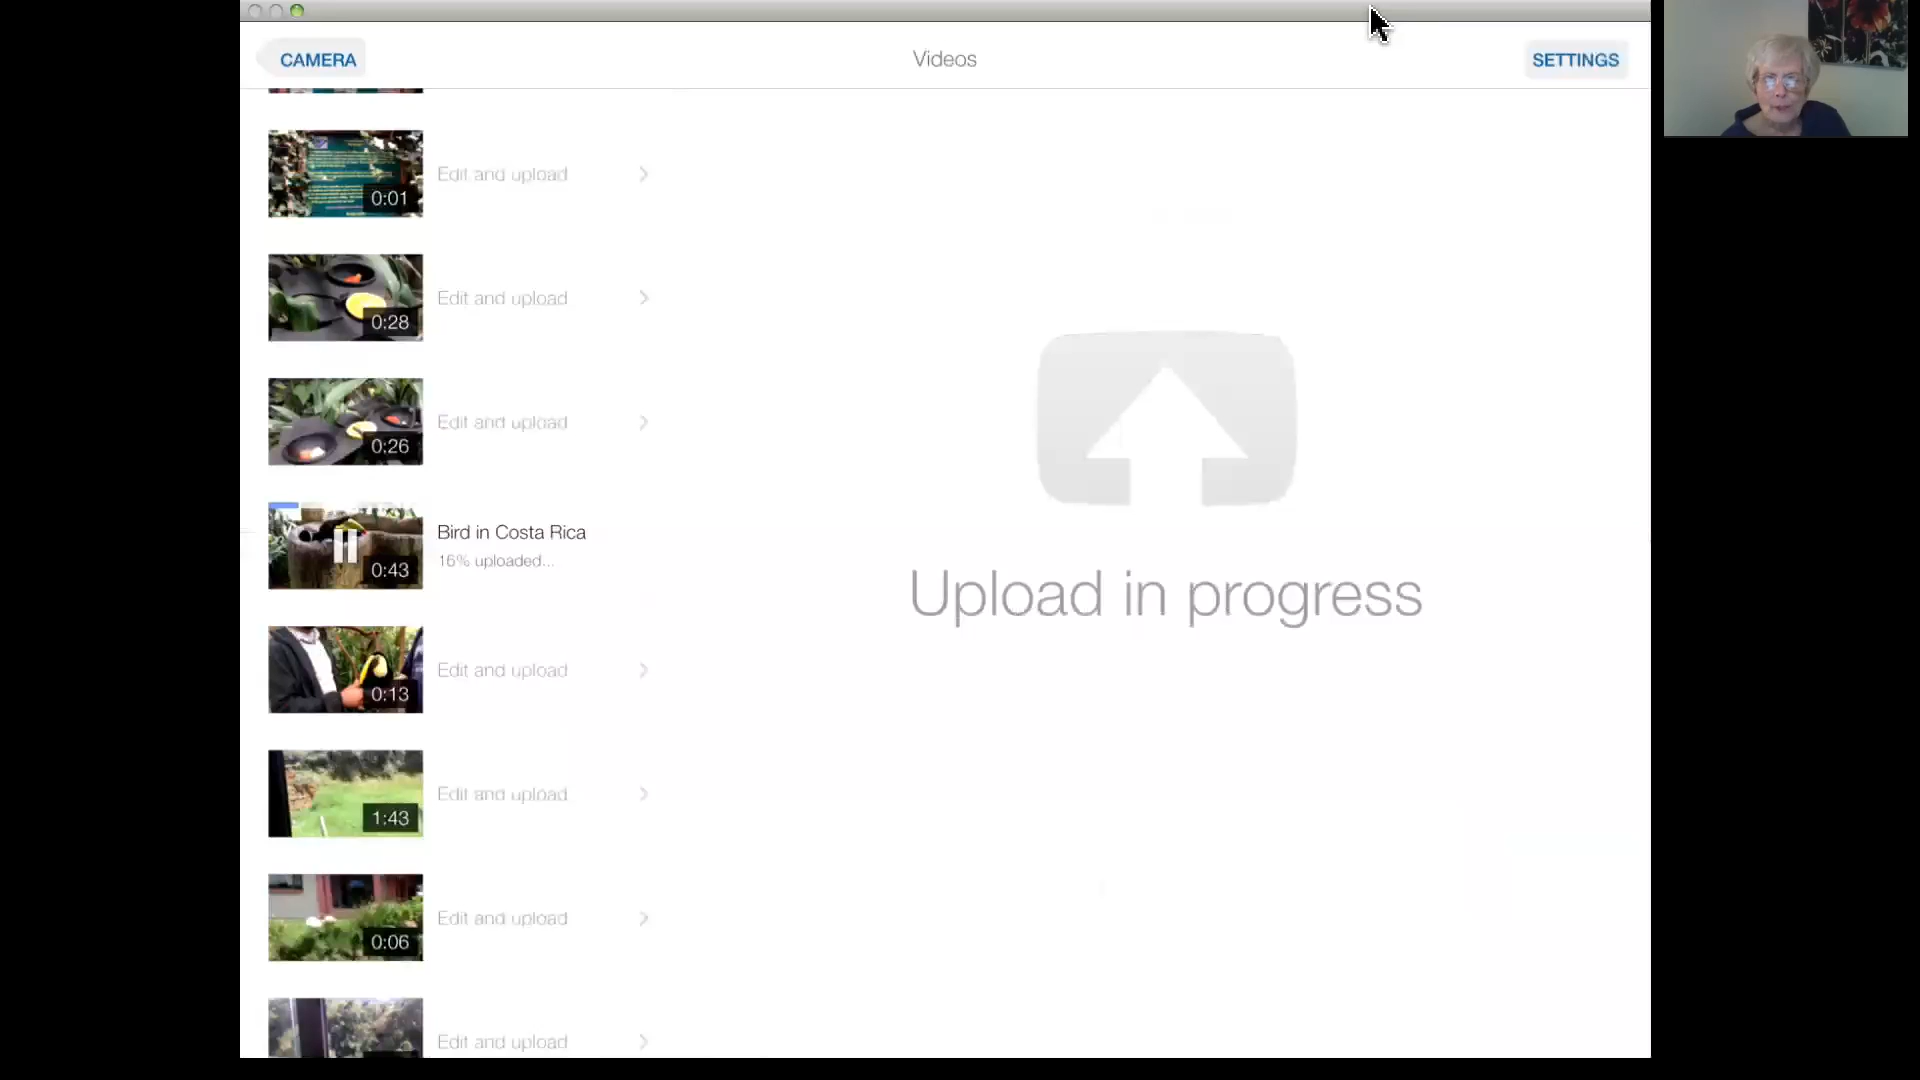 CAMERA
Videos
SETTINGS
0:01
Edit and upload
0:28
Edit and upload
0:26
Edit and upload
0:43
Bird in Costa Rica
16% uploaded...
0:13
Edit and upload
1:43
Edit and upload
0:06
Edit and upload
Edit and upload
Upload in progress